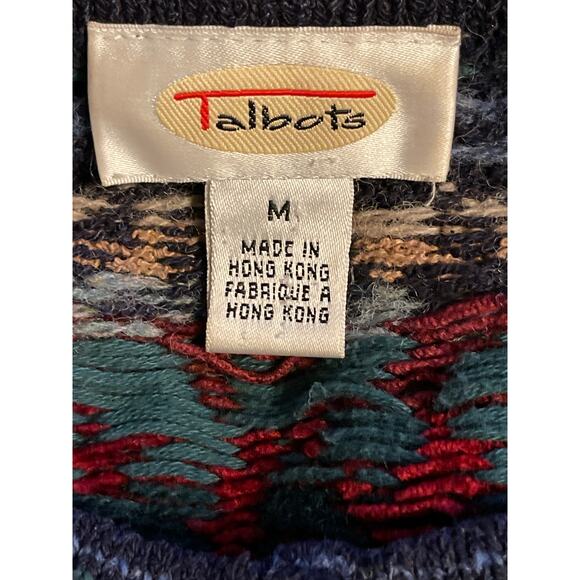 Talbots
M
MADE IN
HONG KONG
FABRIQUE A
HONG KONG